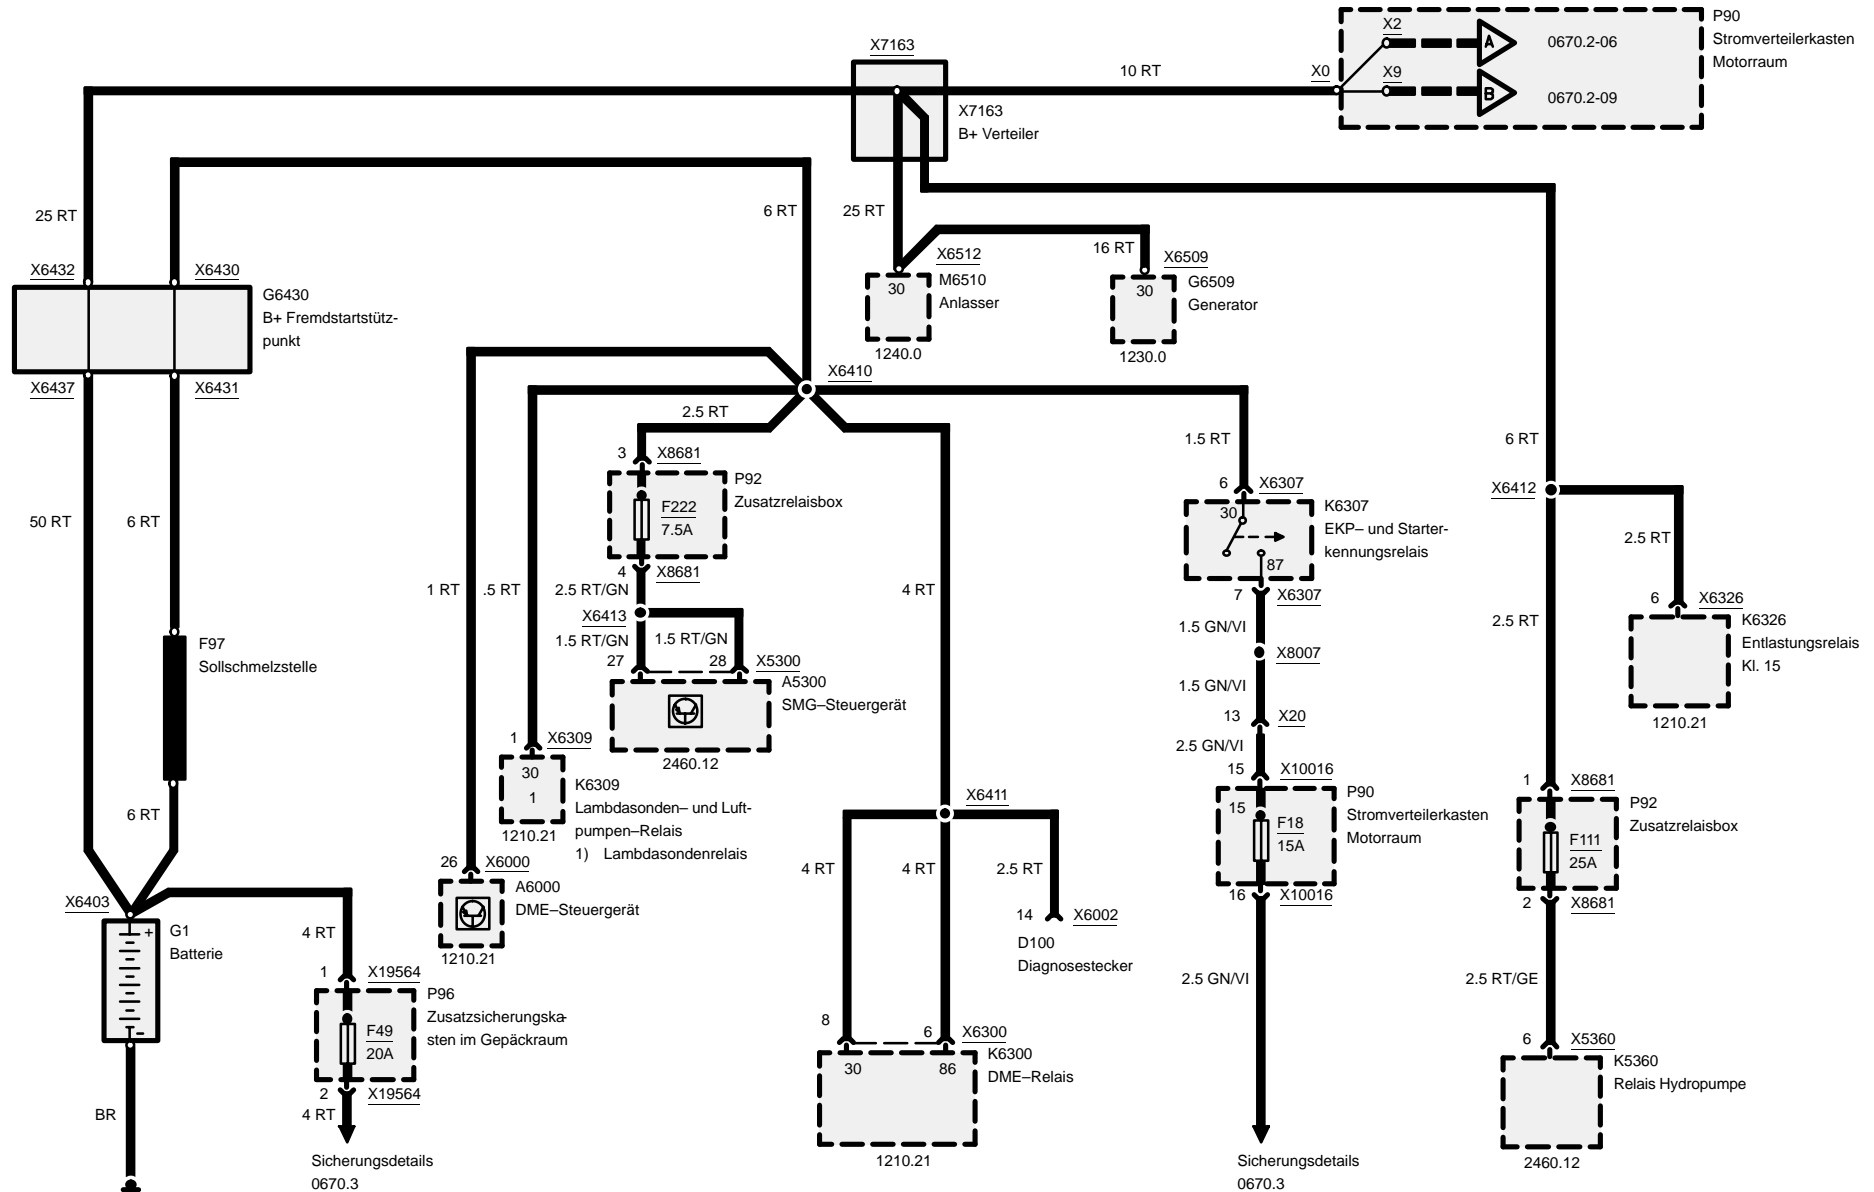 X7163
10 RT
X0
X2
A
0670.2-06
X9
B
0670.2-09
P90
Stromverteilerkasten
Motorraum
X7163
B+ Verteiler
25 RT
6 RT
25 RT
16 RT
X6432
X6430
G6430
B+ Fremdstartstütz-
punkt
X6437
X6431
X6512
M6510
Anlasser
30
1240.0
X6509
G6509
Generator
30
1230.0
X6410
2.5 RT
3
X8681
P92
Zusatzrelaisbox
F222
7.5A
4
X8681
2.5 RT/GN
X6413
1.5 RT/GN
1.5 RT/GN
27
28
X5300
A5300
SMG–Steuergerät
2460.12
50 RT
6 RT
1 RT
.5 RT
4 RT
1.5 RT
6
X6307
30
87
K6307
EKP– und Starter-
kennungsrelais
7
X6307
1.5 GN/VI
X8007
1.5 GN/VI
13
X20
2.5 GN/VI
15
X10016
15
F18
15A
P90
Stromverteilerkasten
Motorraum
16
X10016
2.5 GN/VI
Sicherungsdetails
0670.3
6 RT
X6412
2.5 RT
2.5 RT
6
X6326
K6326
Entlastungsrelais
Kl. 15
1210.21
1
X8681
P92
Zusatzrelaisbox
F111
25A
2
X8681
2.5 RT/GE
6
X5360
K5360
Relais Hydropumpe
2460.12
F97
Sollschmelzstelle
6 RT
1
X6309
30
1
K6309
Lambdasonden– und Luft-
pumpen–Relais
1) Lambdasondenrelais
1210.21
26
X6000
A6000
DME–Steuergerät
1210.21
X6411
4 RT
4 RT
2.5 RT
14
X6002
D100
Diagnosestecker
8
6
X6300
30
86
K6300
DME–Relais
1210.21
X6403
G1
Batterie
+
-
BR
4 RT
1
X19564
P96
Zusatzsicherungska-
sten im Gepäckraum
F49
20A
2
X19564
4 RT
Sicherungsdetails
0670.3